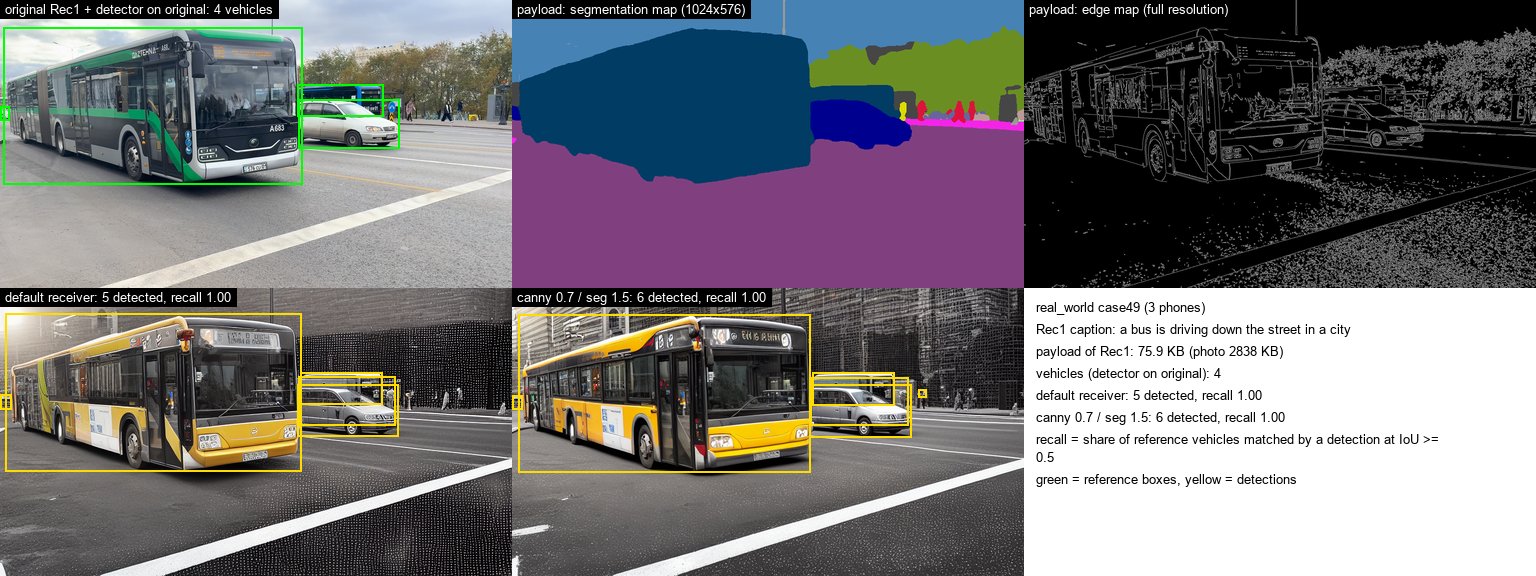 original Rec1 + detector on original: 4 vehicles
payload: segmentation map (1024x576)
payload: edge map (full resolution)
A683
default receiver: 5 detected, recall 1.00
canny 0.7 / seg 1.5: 6 detected, recall 1.00
real_world case49 (3 phones)
Rec1 caption: a bus is driving down the street in a city
payload of Rec1: 75.9 KB (photo 2838 KB)
vehicles (detector on original): 4
default receiver: 5 detected, recall 1.00
canny 0.7 / seg 1.5: 6 detected, recall 1.00
recall = share of reference vehicles matched by a detection at IoU >=
0.5
green = reference boxes, yellow = detections